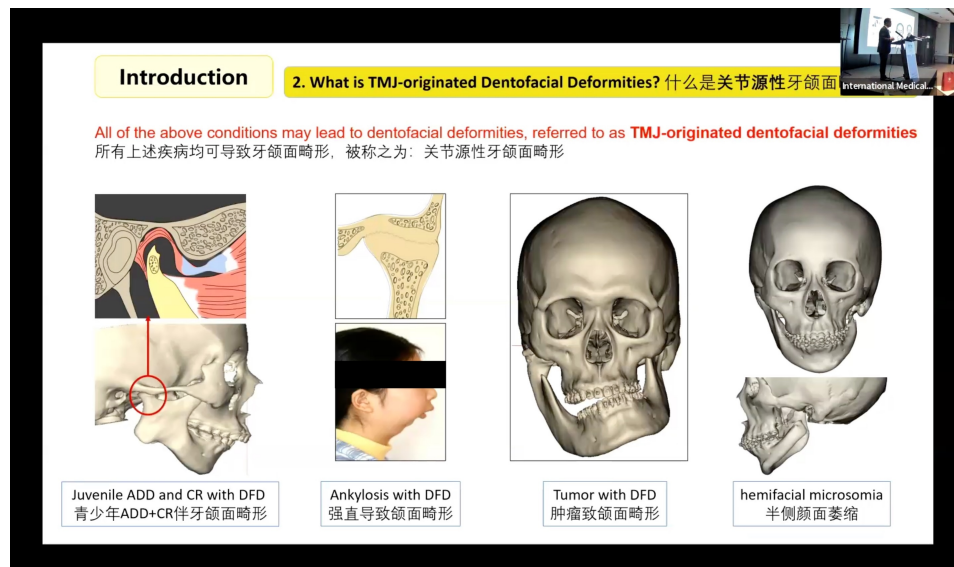 Introduction
2. What is TMJ-originated Dentofacial Deformities? 什么是关节源性牙颌面
International Medical...
All of the above conditions may lead to dentofacial deformities, referred to as TMJ-originated dentofacial deformities
所有上述疾病均可导致牙颌面畸形，被称之为：关节源性牙颌面畸形
Juvenile ADD and CR with DFD
青少年ADD+CR伴牙颌面畸形
Ankylosis with DFD
强直导致颌面畸形
Tumor with DFD
肿瘤致颌面畸形
hemifacial microsomia
半侧颜面萎缩